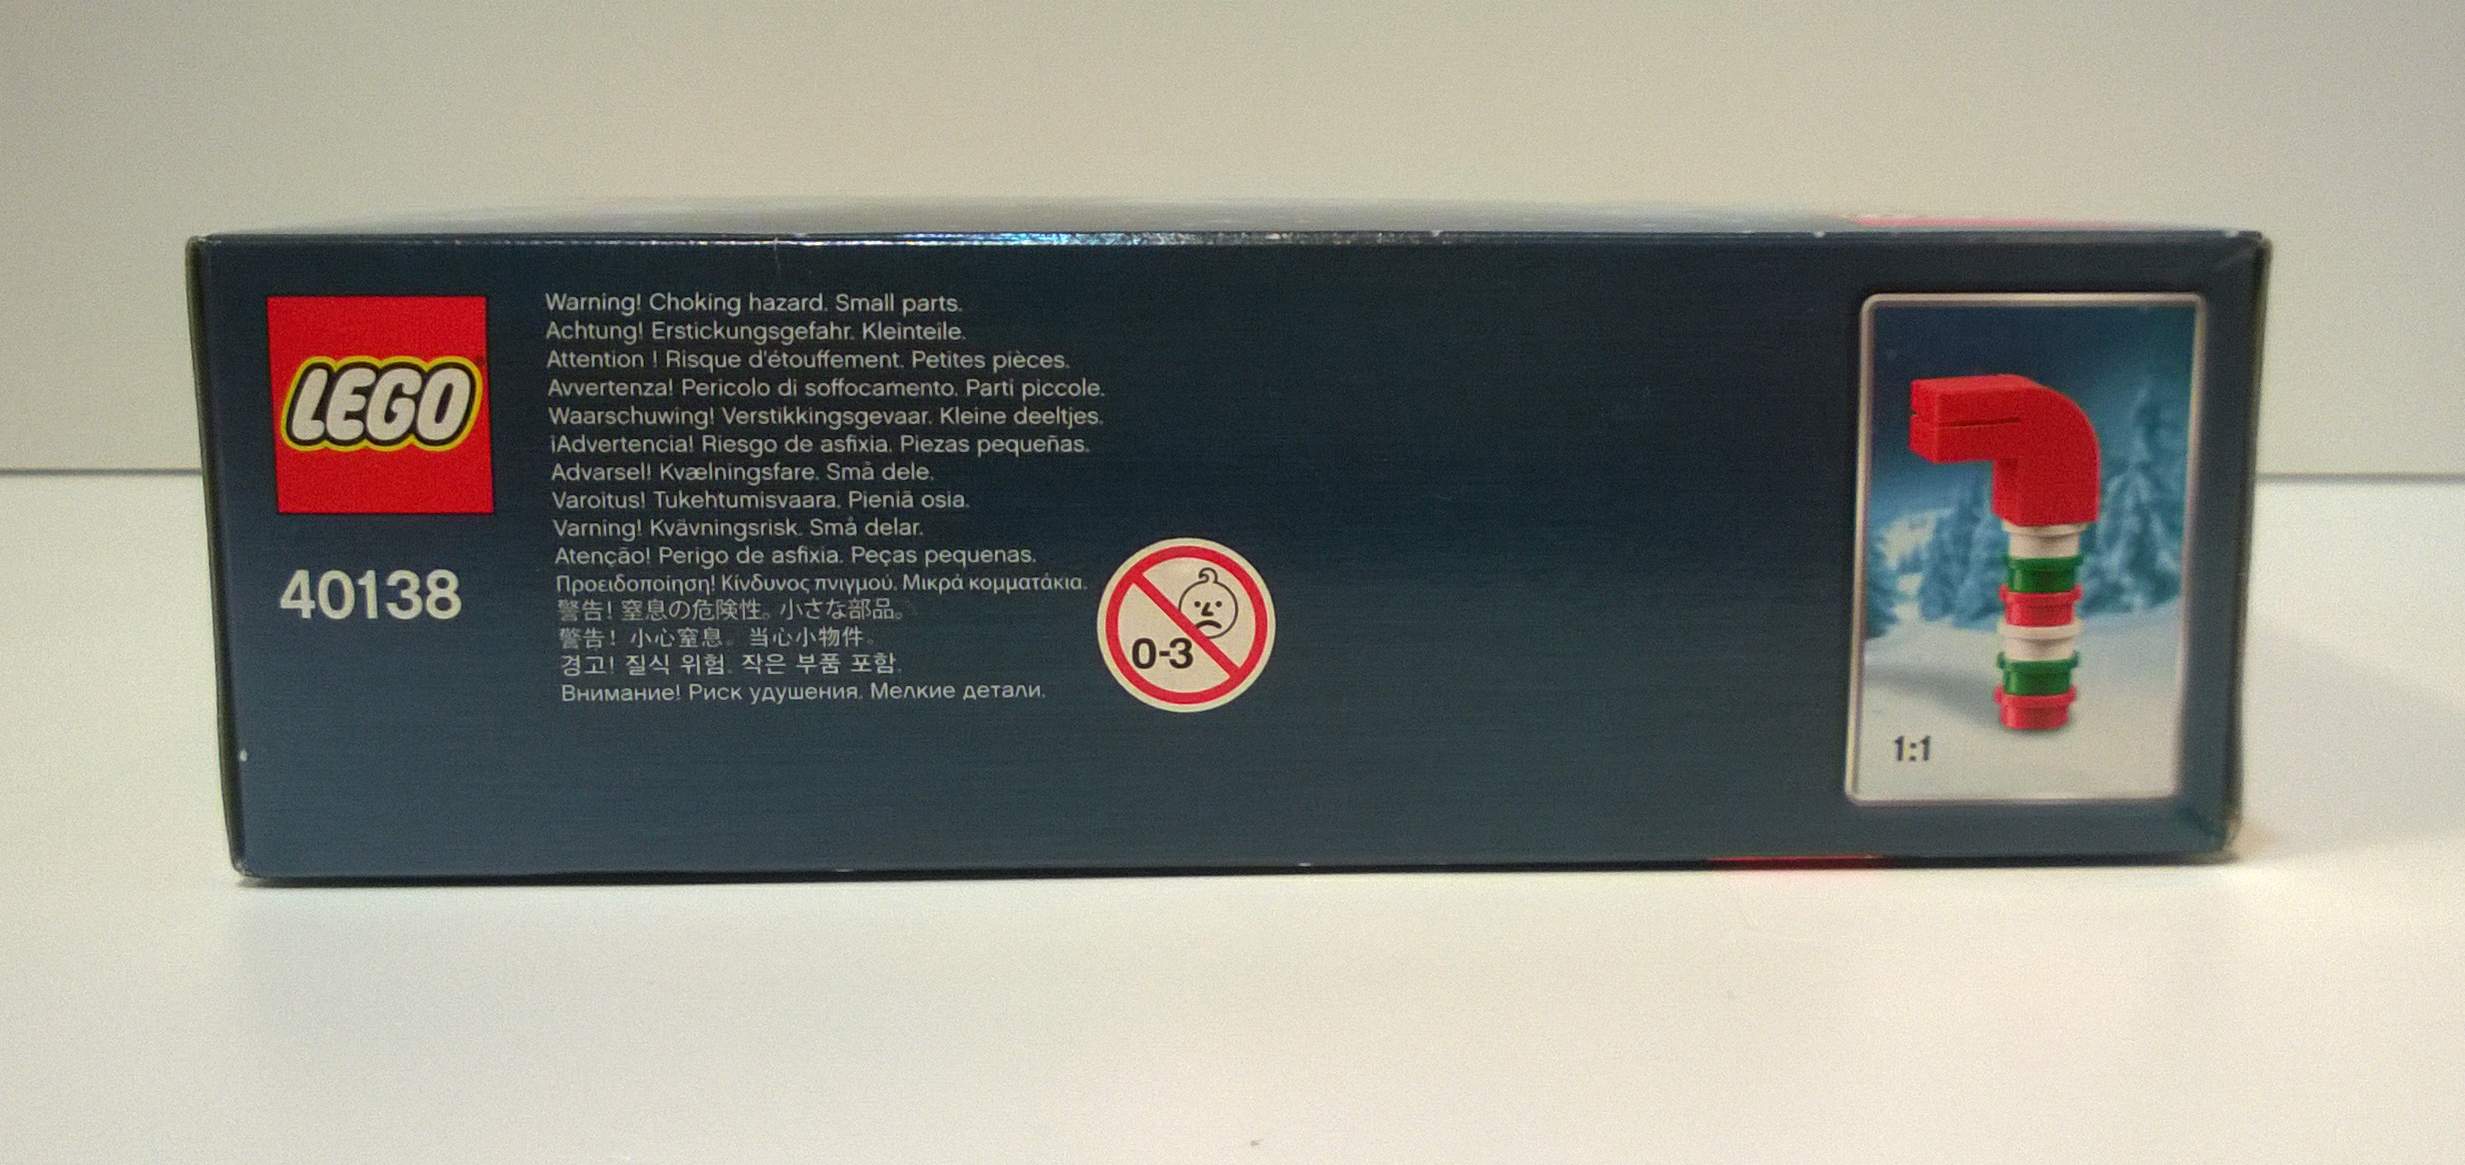 LEGO
40138
Warning! Choking hazard. Small parts.
Achtung! Erstickungsgefahr. Kleinteile.
Attention ! Risque d'étouffement. Petites pièces.
Avvertenza! Pericolo di soffocamento. Parti piccole.
Waarschuwing! Verstikkingsgevaar. Kleine deeltjes.
¡Advertencia! Riesgo de asfixia. Piezas pequeñas.
Advarsel! Kvælningsfare. Små dele.
Varoitus! Tukehtumisvaara. Pieniä osia.
Varning! Kvävningsrisk. Små delar.
Atenção! Perigo de asfixia. Peças pequenas.
Προειδοποίηση! Κίνδυνος πνιγμού. Μικρά κομματάκια.
警告! 窒息の危険性。小さな部品。
警告! 小心窒息。当心小物件。
경고! 질식 위험. 작은 부품 포함.
Внимание! Риск удушения. Мелкие детали.
0-3
1:1